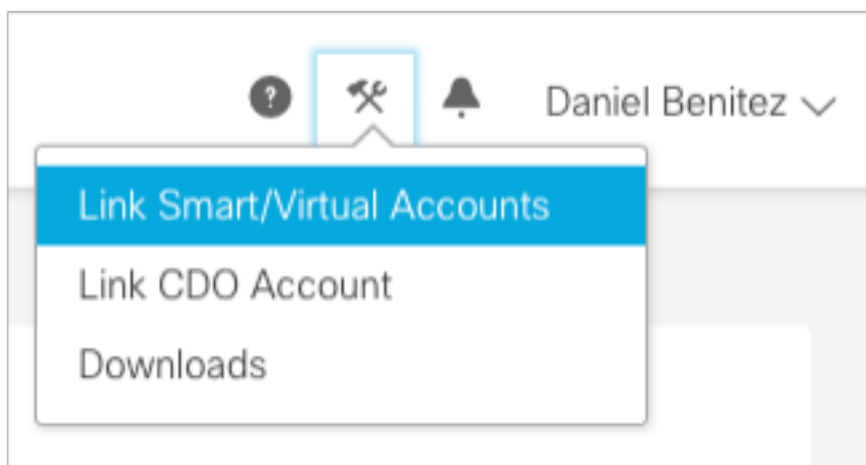 Daniel Benitez
Link Smart/Virtual Accounts
Link CDO Account
Downloads